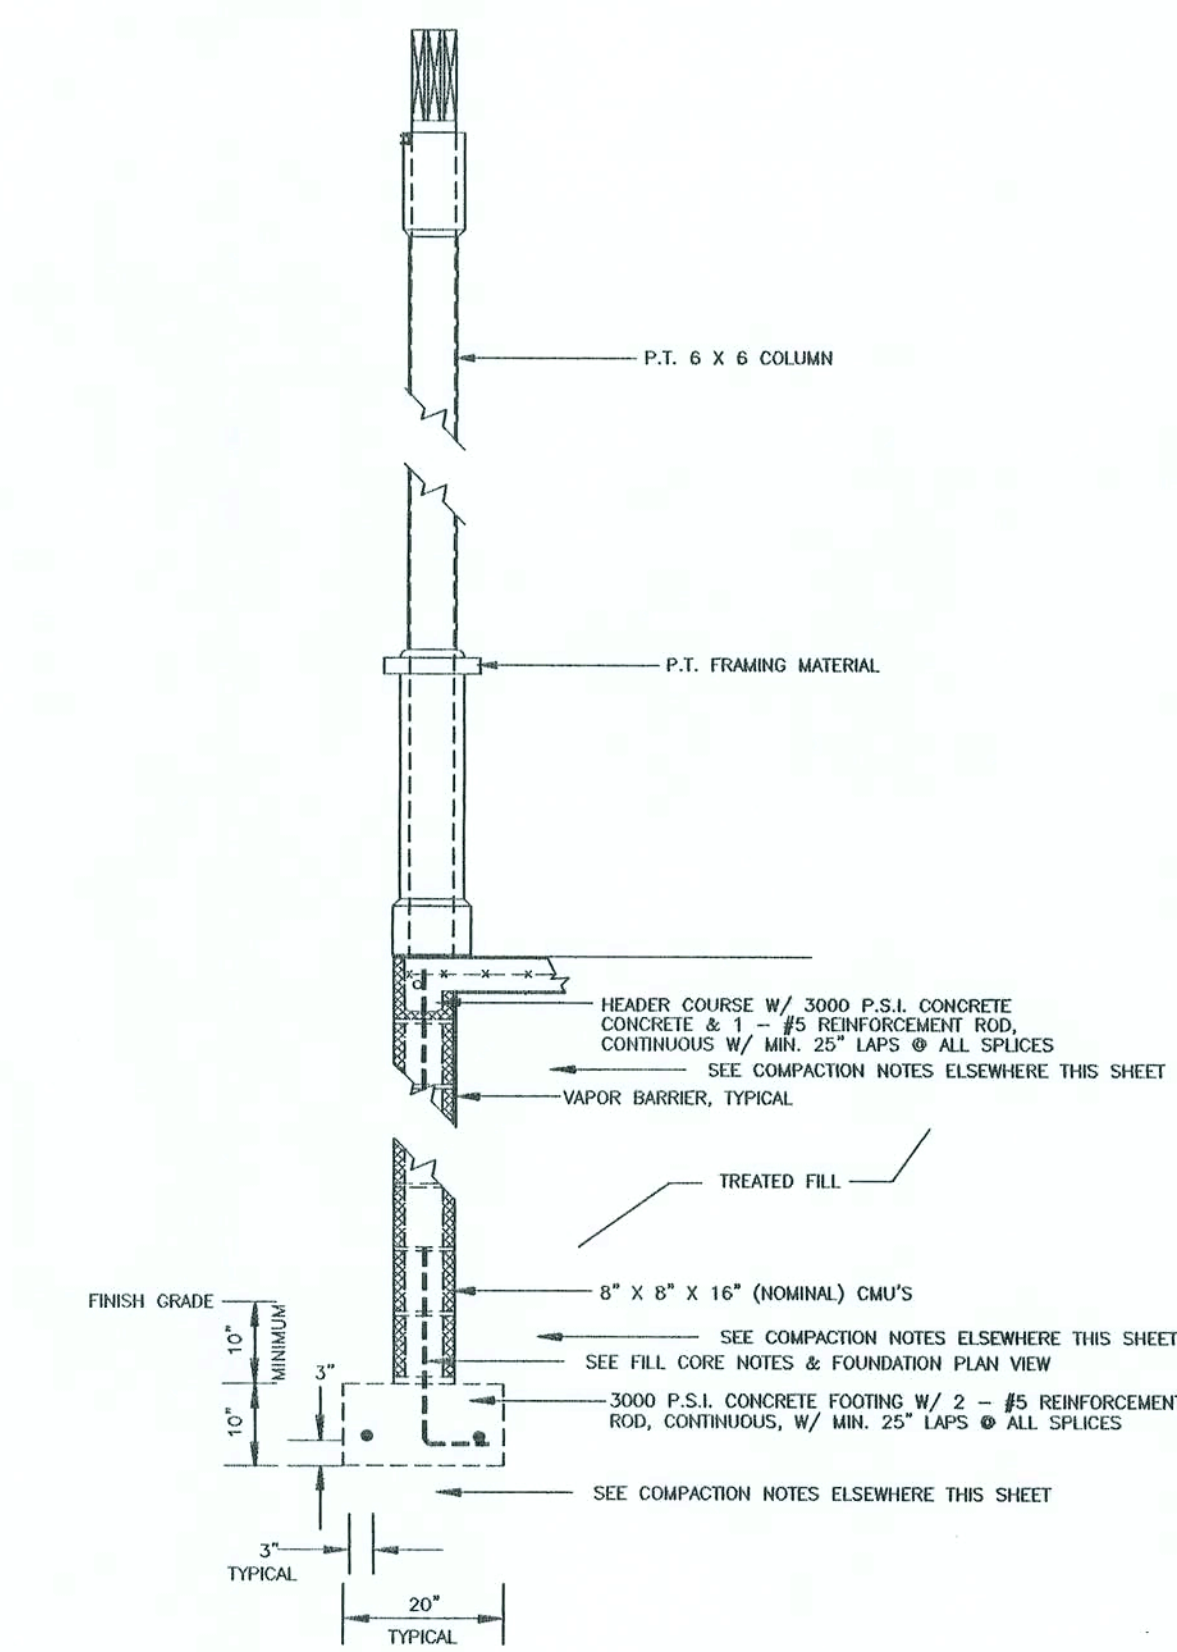 P.T. 6 X 6 COLUMN
P.T. FRAMING MATERIAL
HEADER COURSE W/ 3000 P.S.I. CONCRETE
CONCRETE & 1 - #5 REINFORCEMENT ROD,
CONTINUOUS W/ MIN. 25" LAPS @ ALL SPLICES
SEE COMPACTION NOTES ELSEWHERE THIS SHEET
VAPOR BARRIER, TYPICAL
TREATED FILL
8" X 8" X 16" (NOMINAL) CMU'S
FINISH GRADE
10"
MINIMUM
SEE COMPACTION NOTES ELSEWHERE THIS SHEET
SEE FILL CORE NOTES & FOUNDATION PLAN VIEW
3"
10"
3000 P.S.I. CONCRETE FOOTING W/ 2 - #5 REINFORCEMENT
ROD, CONTINUOUS, W/ MIN. 25" LAPS @ ALL SPLICES
SEE COMPACTION NOTES ELSEWHERE THIS SHEET
3"
TYPICAL
20"
TYPICAL